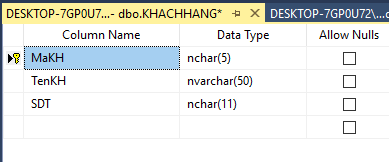 DESKTOP-7GP0U7...- dbo.KHACHHANG* DESKTOP-7GP0U72\...
Column Name Data Type Allow Nulls
MaKH nchar(5)
TenKH nvarchar(50)
SDT nchar(11)